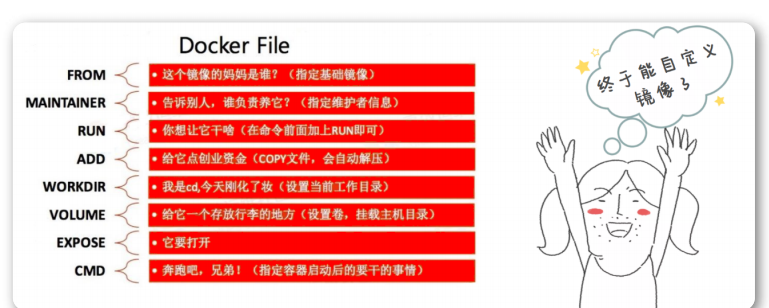 Docker File
FROM
• 这个镜像的妈妈是谁？（指定基础镜像）
MAINTAINER
• 告诉别人，谁负责养它？（指定维护者信息）
RUN
• 你想让它干啥（在命令前面加上RUN即可）
ADD
• 给它点创业资金（COPY文件，会自动解压）
WORKDIR
• 我是cd,今天刚化了妆（设置当前工作目录）
VOLUME
• 给它一个存放行李的地方（设置卷，挂载主机目录）
EXPOSE
• 它要打开
CMD
• 奔跑吧，兄弟！（指定容器启动后的要干的事情）
终于能自定义
镜像了